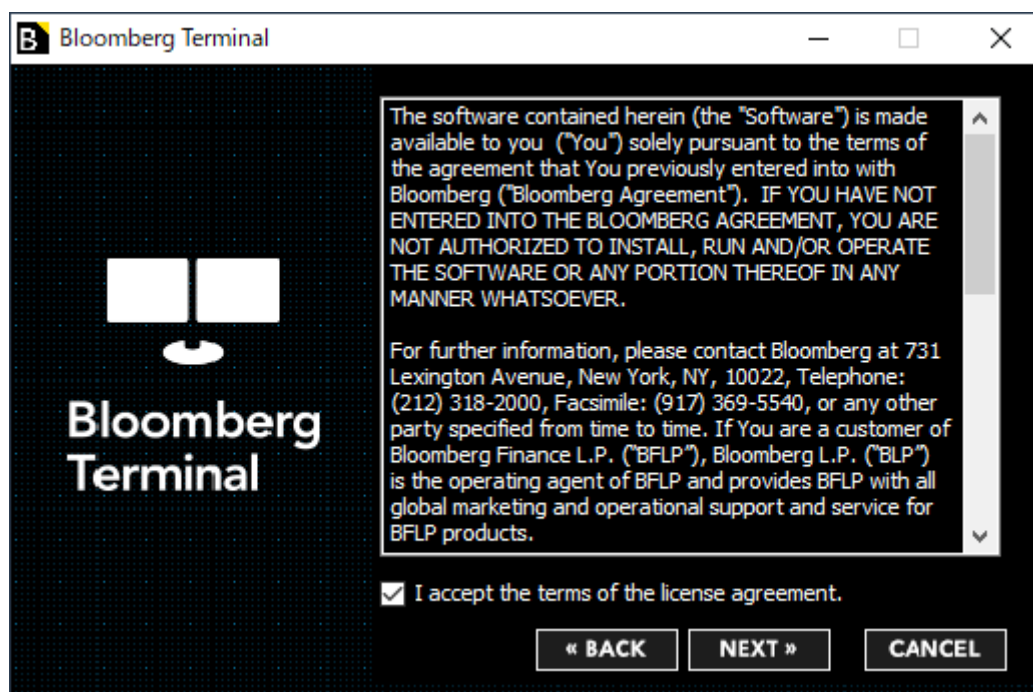 Bloomberg Terminal
The software contained herein (the "Software") is made
available to you  ("You") solely pursuant to the terms of
the agreement that You previously entered into with
Bloomberg ("Bloomberg Agreement").  IF YOU HAVE NOT
ENTERED INTO THE BLOOMBERG AGREEMENT, YOU ARE
NOT AUTHORIZED TO INSTALL, RUN AND/OR OPERATE
THE SOFTWARE OR ANY PORTION THEREOF IN ANY
MANNER WHATSOEVER.
For further information, please contact Bloomberg at 731
Lexington Avenue, New York, NY, 10022, Telephone:
(212) 318-2000, Facsimile: (917) 369-5540, or any other
party specified from time to time. If You are a customer of
Bloomberg Finance L.P. ("BFLP"), Bloomberg L.P. ("BLP")
is the operating agent of BFLP and provides BFLP with all
global marketing and operational support and service for
BFLP products.
Bloomberg
Terminal
I accept the terms of the license agreement.
« BACK
NEXT »
CANCEL